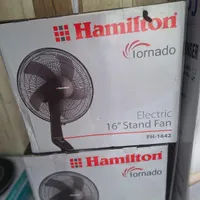 Hamilton
Tornado
Electric
16" Stand Fan
FH-1442
Hamilton
Tornado